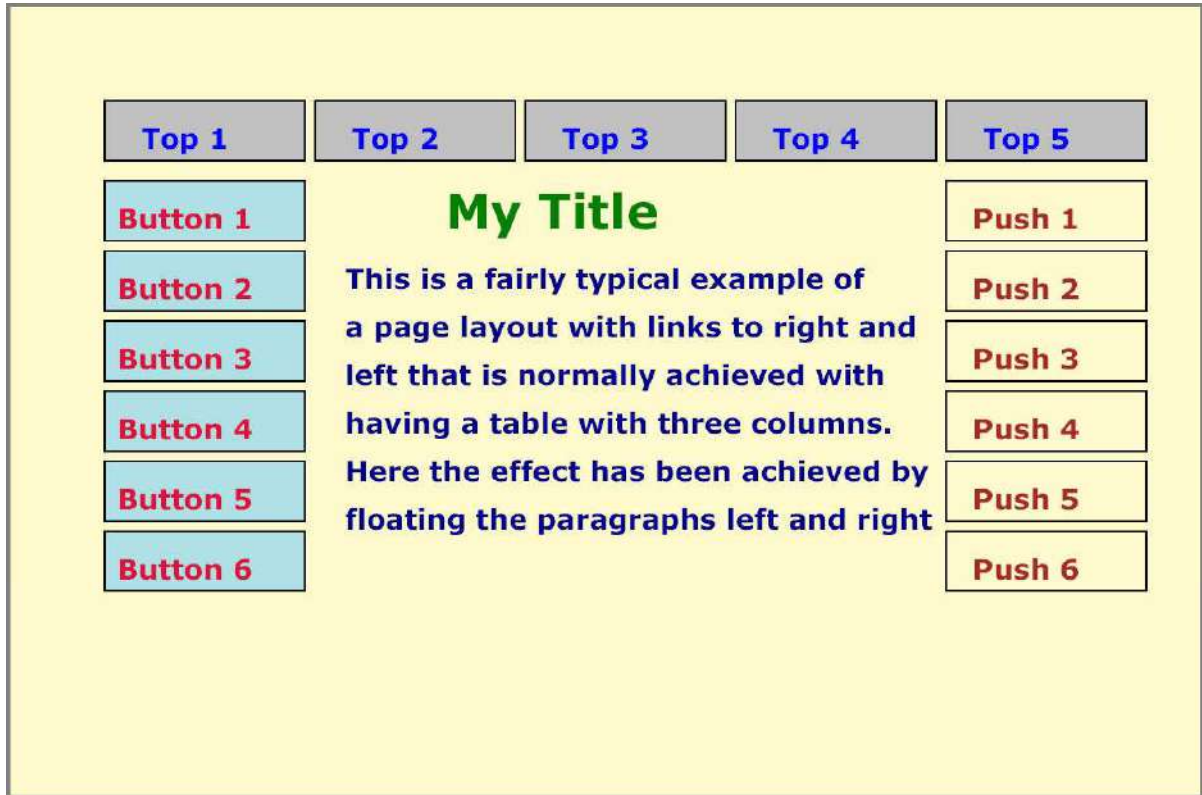 Top 1 Top 2 Top 3 Top 4 Top 5
My Title
Button 1
Button 2
Button 3
Button 4
Button 5
Button 6
This is a fairly typical example of
a page layout with links to right and
left that is normally achieved with
having a table with three columns.
Here the effect has been achieved by
floating the paragraphs left and right
Push 1
Push 2
Push 3
Push 4
Push 5
Push 6